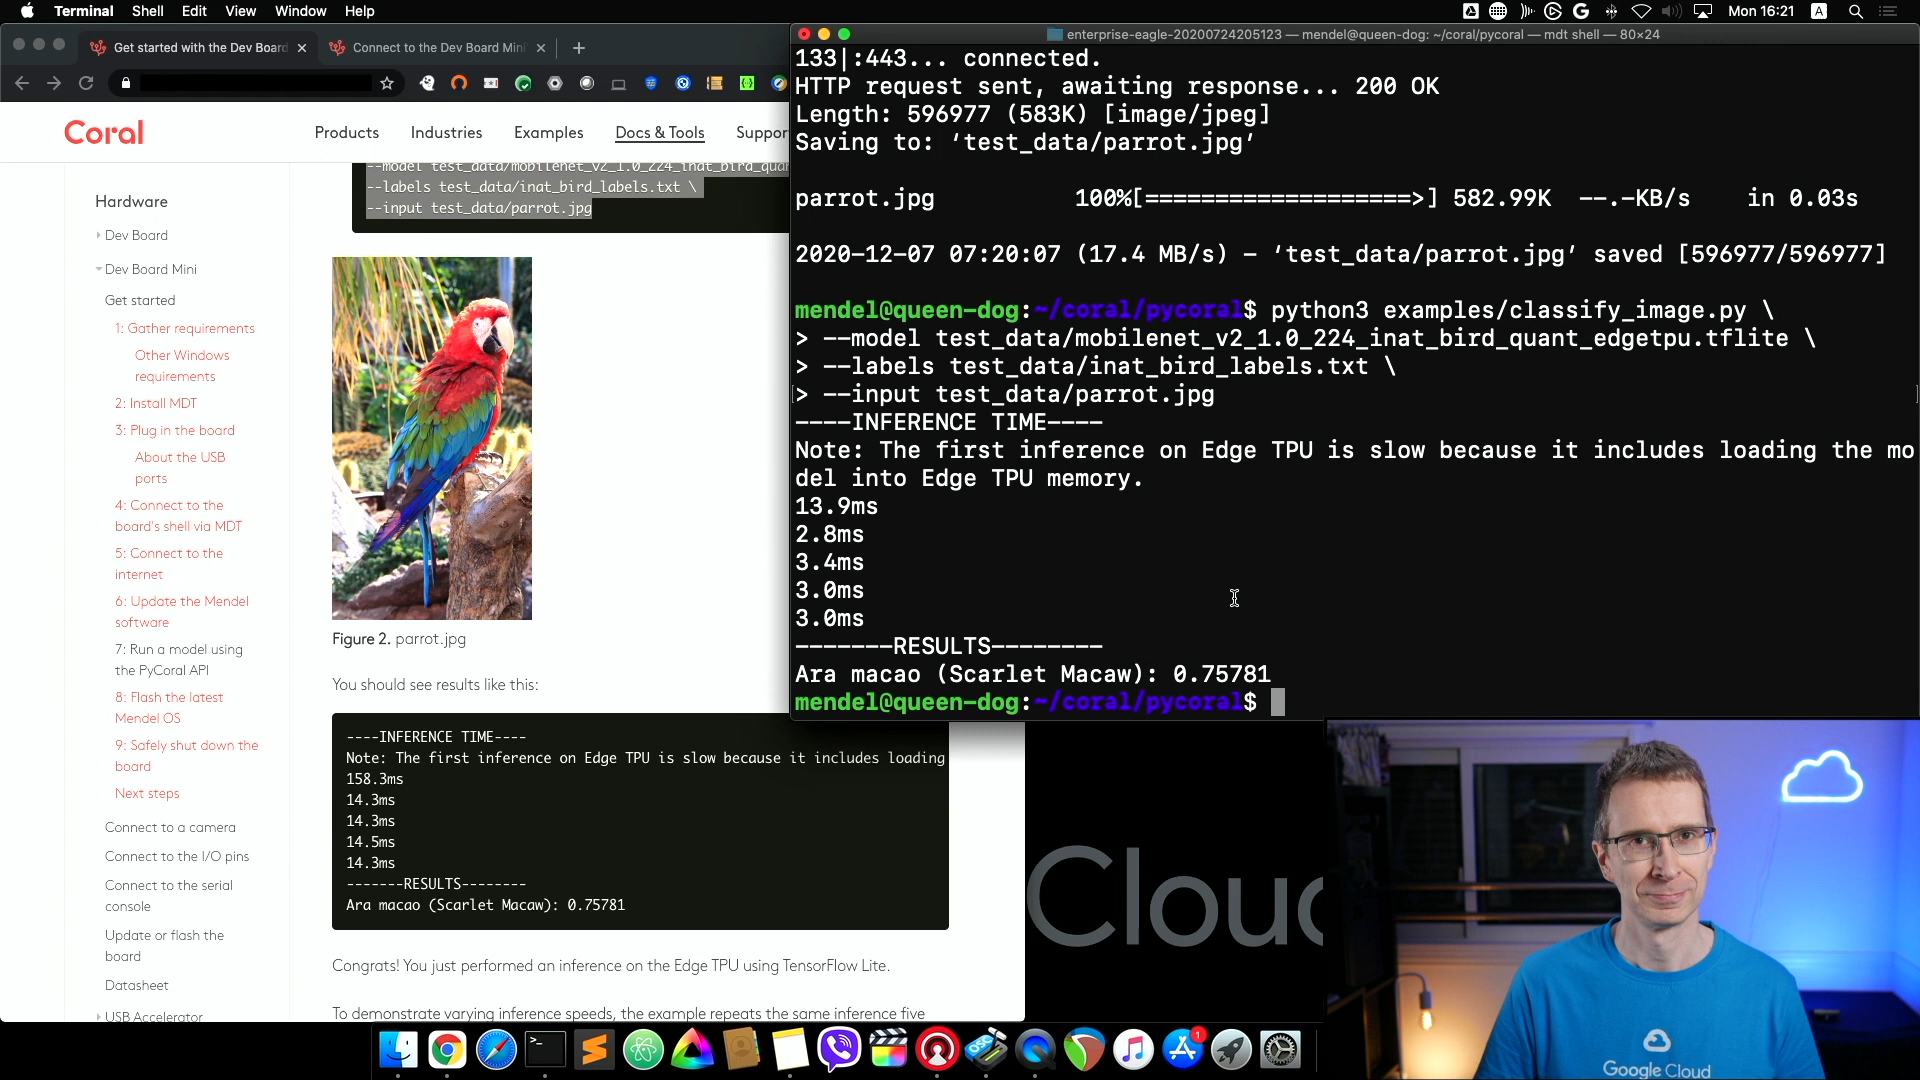 Terminal Shell Edit View Window Help
Mon 16:21 A
Get started with the Dev Board
Connect to the Dev Board Mini
enterprise-eagle-20200724205123 — mendel@queen-dog: ~/coral/pycoral — mdt shell — 80×24
Coral
Products Industries Examples Docs & Tools Suppor
Hardware
Dev Board
Dev Board Mini
Get started
1: Gather requirements
Other Windows
requirements
2: Install MDT
3: Plug in the board
About the USB
ports
4: Connect to the
board's shell via MDT
5: Connect to the
internet
6: Update the Mendel
software
7: Run a model using
the PyCoral API
8: Flash the latest
Mendel OS
9: Safely shut down the
board
Next steps
Connect to a camera
Connect to the I/O pins
Connect to the serial
console
Update or flash the
board
Datasheet
USB Accelerator
--model test_data/mobilenet_v2_1.0_224_inat_bird_qua
--labels test_data/inat_bird_labels.txt \
--input test_data/parrot.jpg
Figure 2. parrot.jpg
You should see results like this:
----INFERENCE TIME----
Note: The first inference on Edge TPU is slow because it includes loading
158.3ms
14.3ms
14.3ms
14.5ms
14.3ms
-------RESULTS--------
Ara macao (Scarlet Macaw): 0.75781
Congrats! You just performed an inference on the Edge TPU using TensorFlow Lite.
To demonstrate varying inference speeds, the example repeats the same inference five
133|:443... connected.
HTTP request sent, awaiting response... 200 OK
Length: 596977 (583K) [image/jpeg]
Saving to: ‘test_data/parrot.jpg’
parrot.jpg 100%[===================>] 582.99K --.-KB/s in 0.03s
2020-12-07 07:20:07 (17.4 MB/s) - ‘test_data/parrot.jpg’ saved [596977/596977]
mendel@queen-dog:~/coral/pycoral$ python3 examples/classify_image.py \
> --model test_data/mobilenet_v2_1.0_224_inat_bird_quant_edgetpu.tflite \
> --labels test_data/inat_bird_labels.txt \
> --input test_data/parrot.jpg
----INFERENCE TIME----
Note: The first inference on Edge TPU is slow because it includes loading the mo
del into Edge TPU memory.
13.9ms
2.8ms
3.4ms
3.0ms
3.0ms
-------RESULTS--------
Ara macao (Scarlet Macaw): 0.75781
mendel@queen-dog:~/coral/pycoral$
Clou
Google Cloud